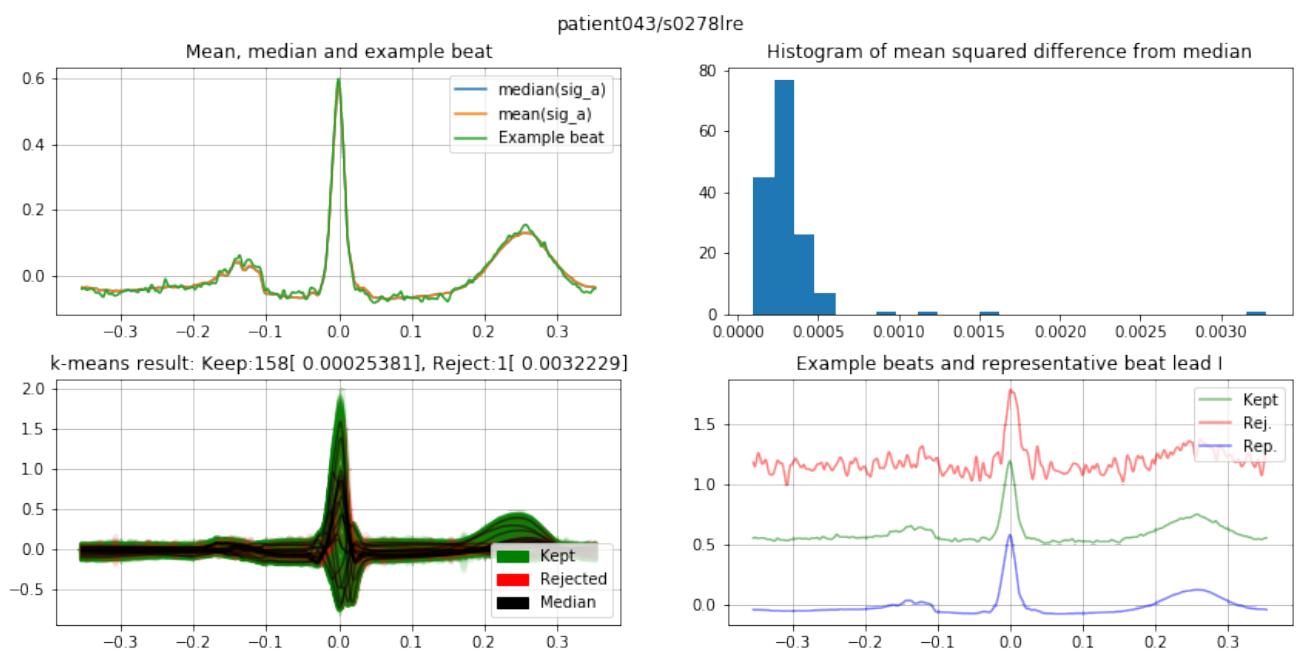 patient043/s0278lre
Mean, median and example beat
0.6
0.4
0.2
0.0
median(sig_a)
mean(sig_a)
Example beat
−0.3 −0.2 −0.1 0.0 0.1 0.2 0.3
Histogram of mean squared difference from median
80
60
40
20
0
0.0000 0.0005 0.0010 0.0015 0.0020 0.0025 0.0030
k-means result: Keep:158[ 0.00025381], Reject:1[ 0.0032229]
2.0
1.5
1.0
0.5
0.0
−0.5
Kept
Rejected
Median
−0.3 −0.2 −0.1 0.0 0.1 0.2 0.3
Example beats and representative beat lead I
1.5
1.0
0.5
0.0
Kept
Rej.
Rep.
−0.3 −0.2 −0.1 0.0 0.1 0.2 0.3